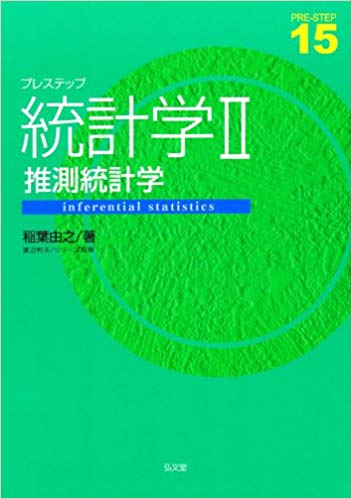 PRE-STEP
15
プレステップ
統計学Ⅱ
推測統計学
inferential statistics
稲葉由之/著
渡辺利夫/シリーズ監修
弘文堂